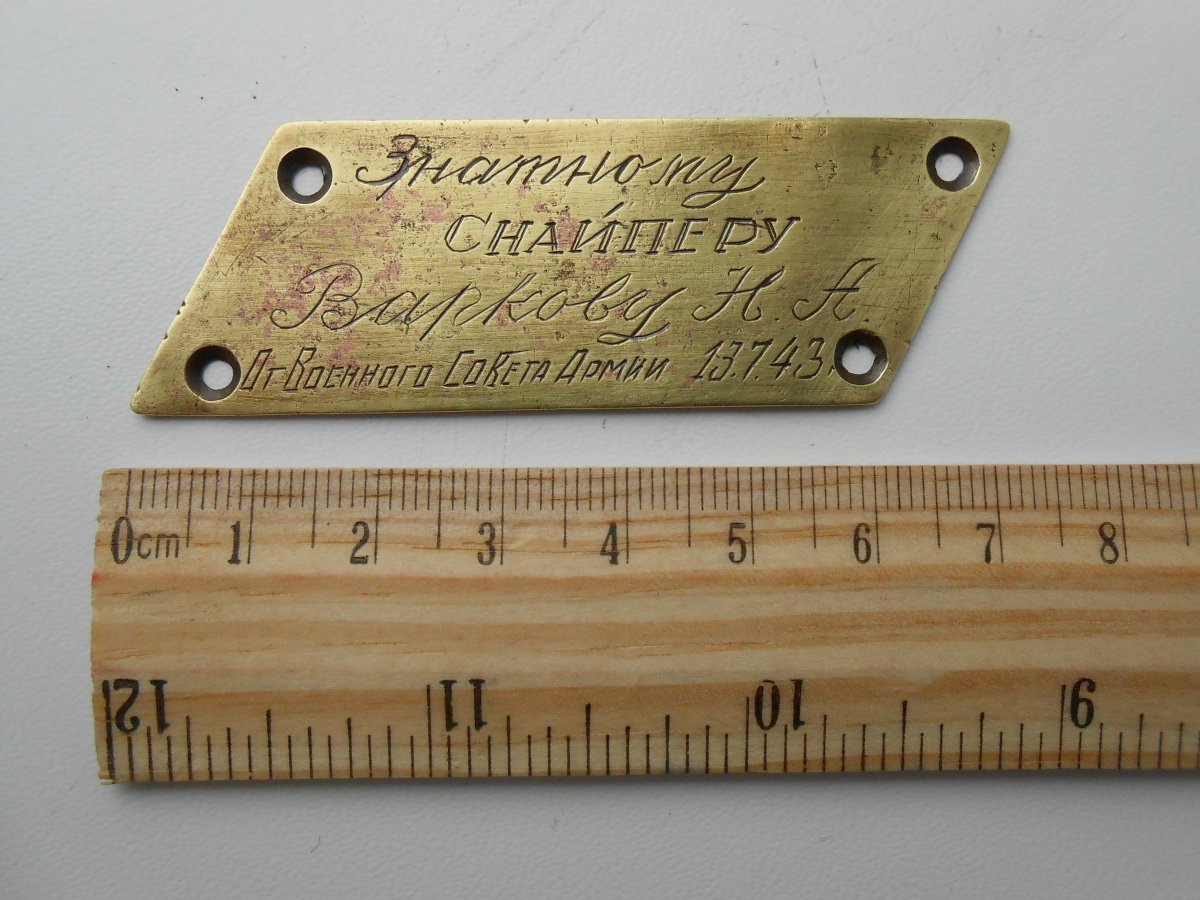 Знатному
СНАЙПЕРУ
Варкову Н. А.
От Военного Совета Армии 13.7.43.
0cm 1 2 3 4 5 6 7 8
12 11 10 9